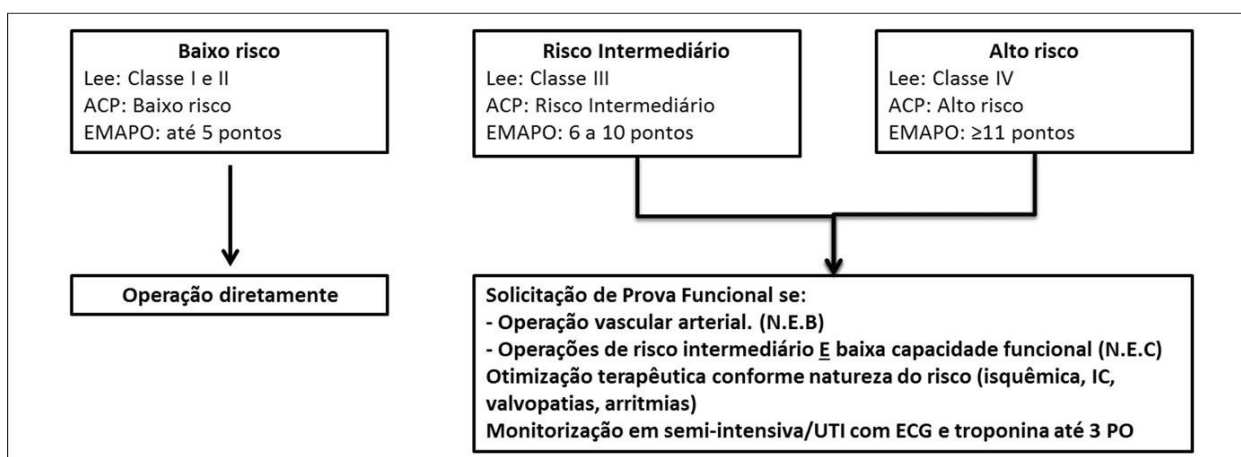 Baixo risco
Lee: Classe I e II
ACP: Baixo risco
EMAPO: até 5 pontos
Risco Intermediário
Lee: Classe III
ACP: Risco Intermediário
EMAPO: 6 a 10 pontos
Alto risco
Lee: Classe IV
ACP: Alto risco
EMAPO: ≥11 pontos
Operação diretamente
Solicitação de Prova Funcional se:
- Operação vascular arterial. (N.E.B)
- Operações de risco intermediário E baixa capacidade funcional (N.E.C)
Otimização terapêutica conforme natureza do risco (isquêmica, IC,
valvopatias, arritmias)
Monitorização em semi-intensiva/UTI com ECG e troponina até 3 PO